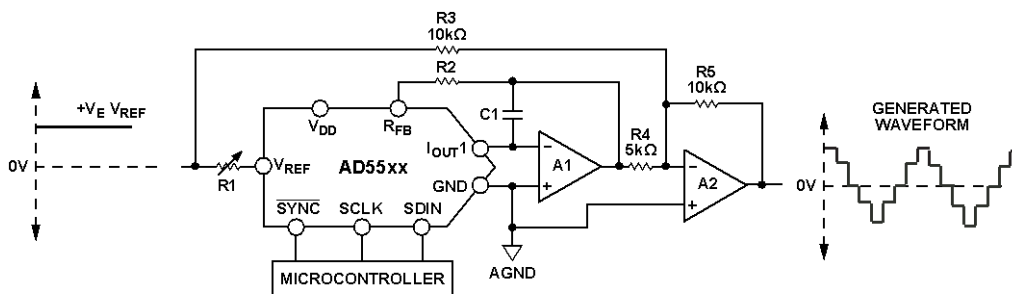 R3
10kΩ
R2
R5
10kΩ
+VE VREF
0V
VDD
RFB
C1
IOUT1
R4
5kΩ
A1
A2
VREF
AD55xx
R1
GND
SYNC
SCLK
SDIN
MICROCONTROLLER
AGND
GENERATED
WAVEFORM
0V
−
+
−
+